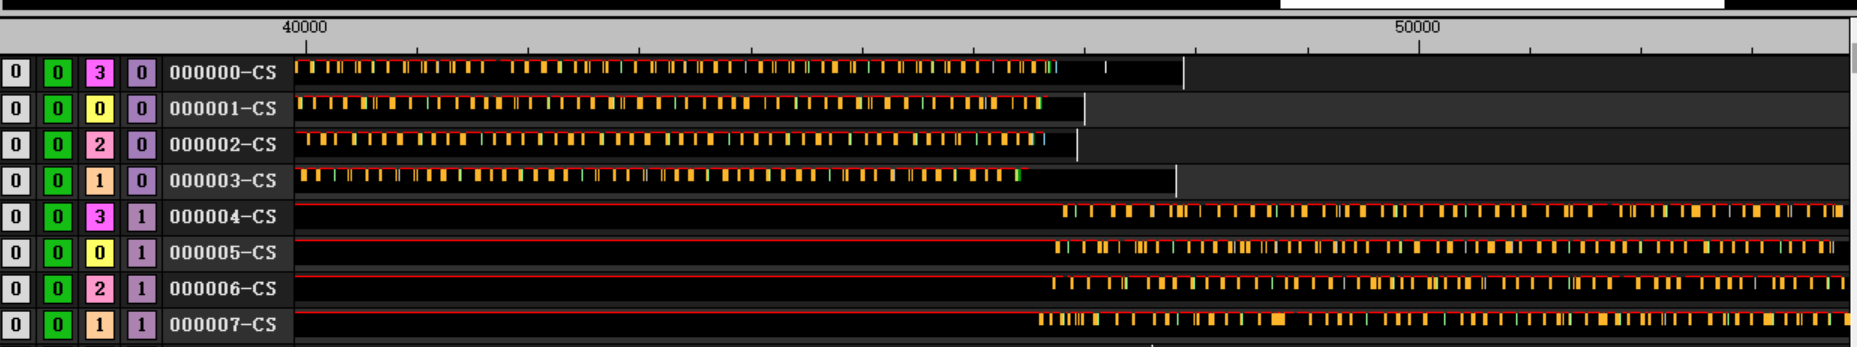 40000 50000
0 0 3 0 000000-CS
0 0 0 0 000001-CS
0 0 2 0 000002-CS
0 0 1 0 000003-CS
0 0 3 1 000004-CS
0 0 0 1 000005-CS
0 0 2 1 000006-CS
0 0 1 1 000007-CS